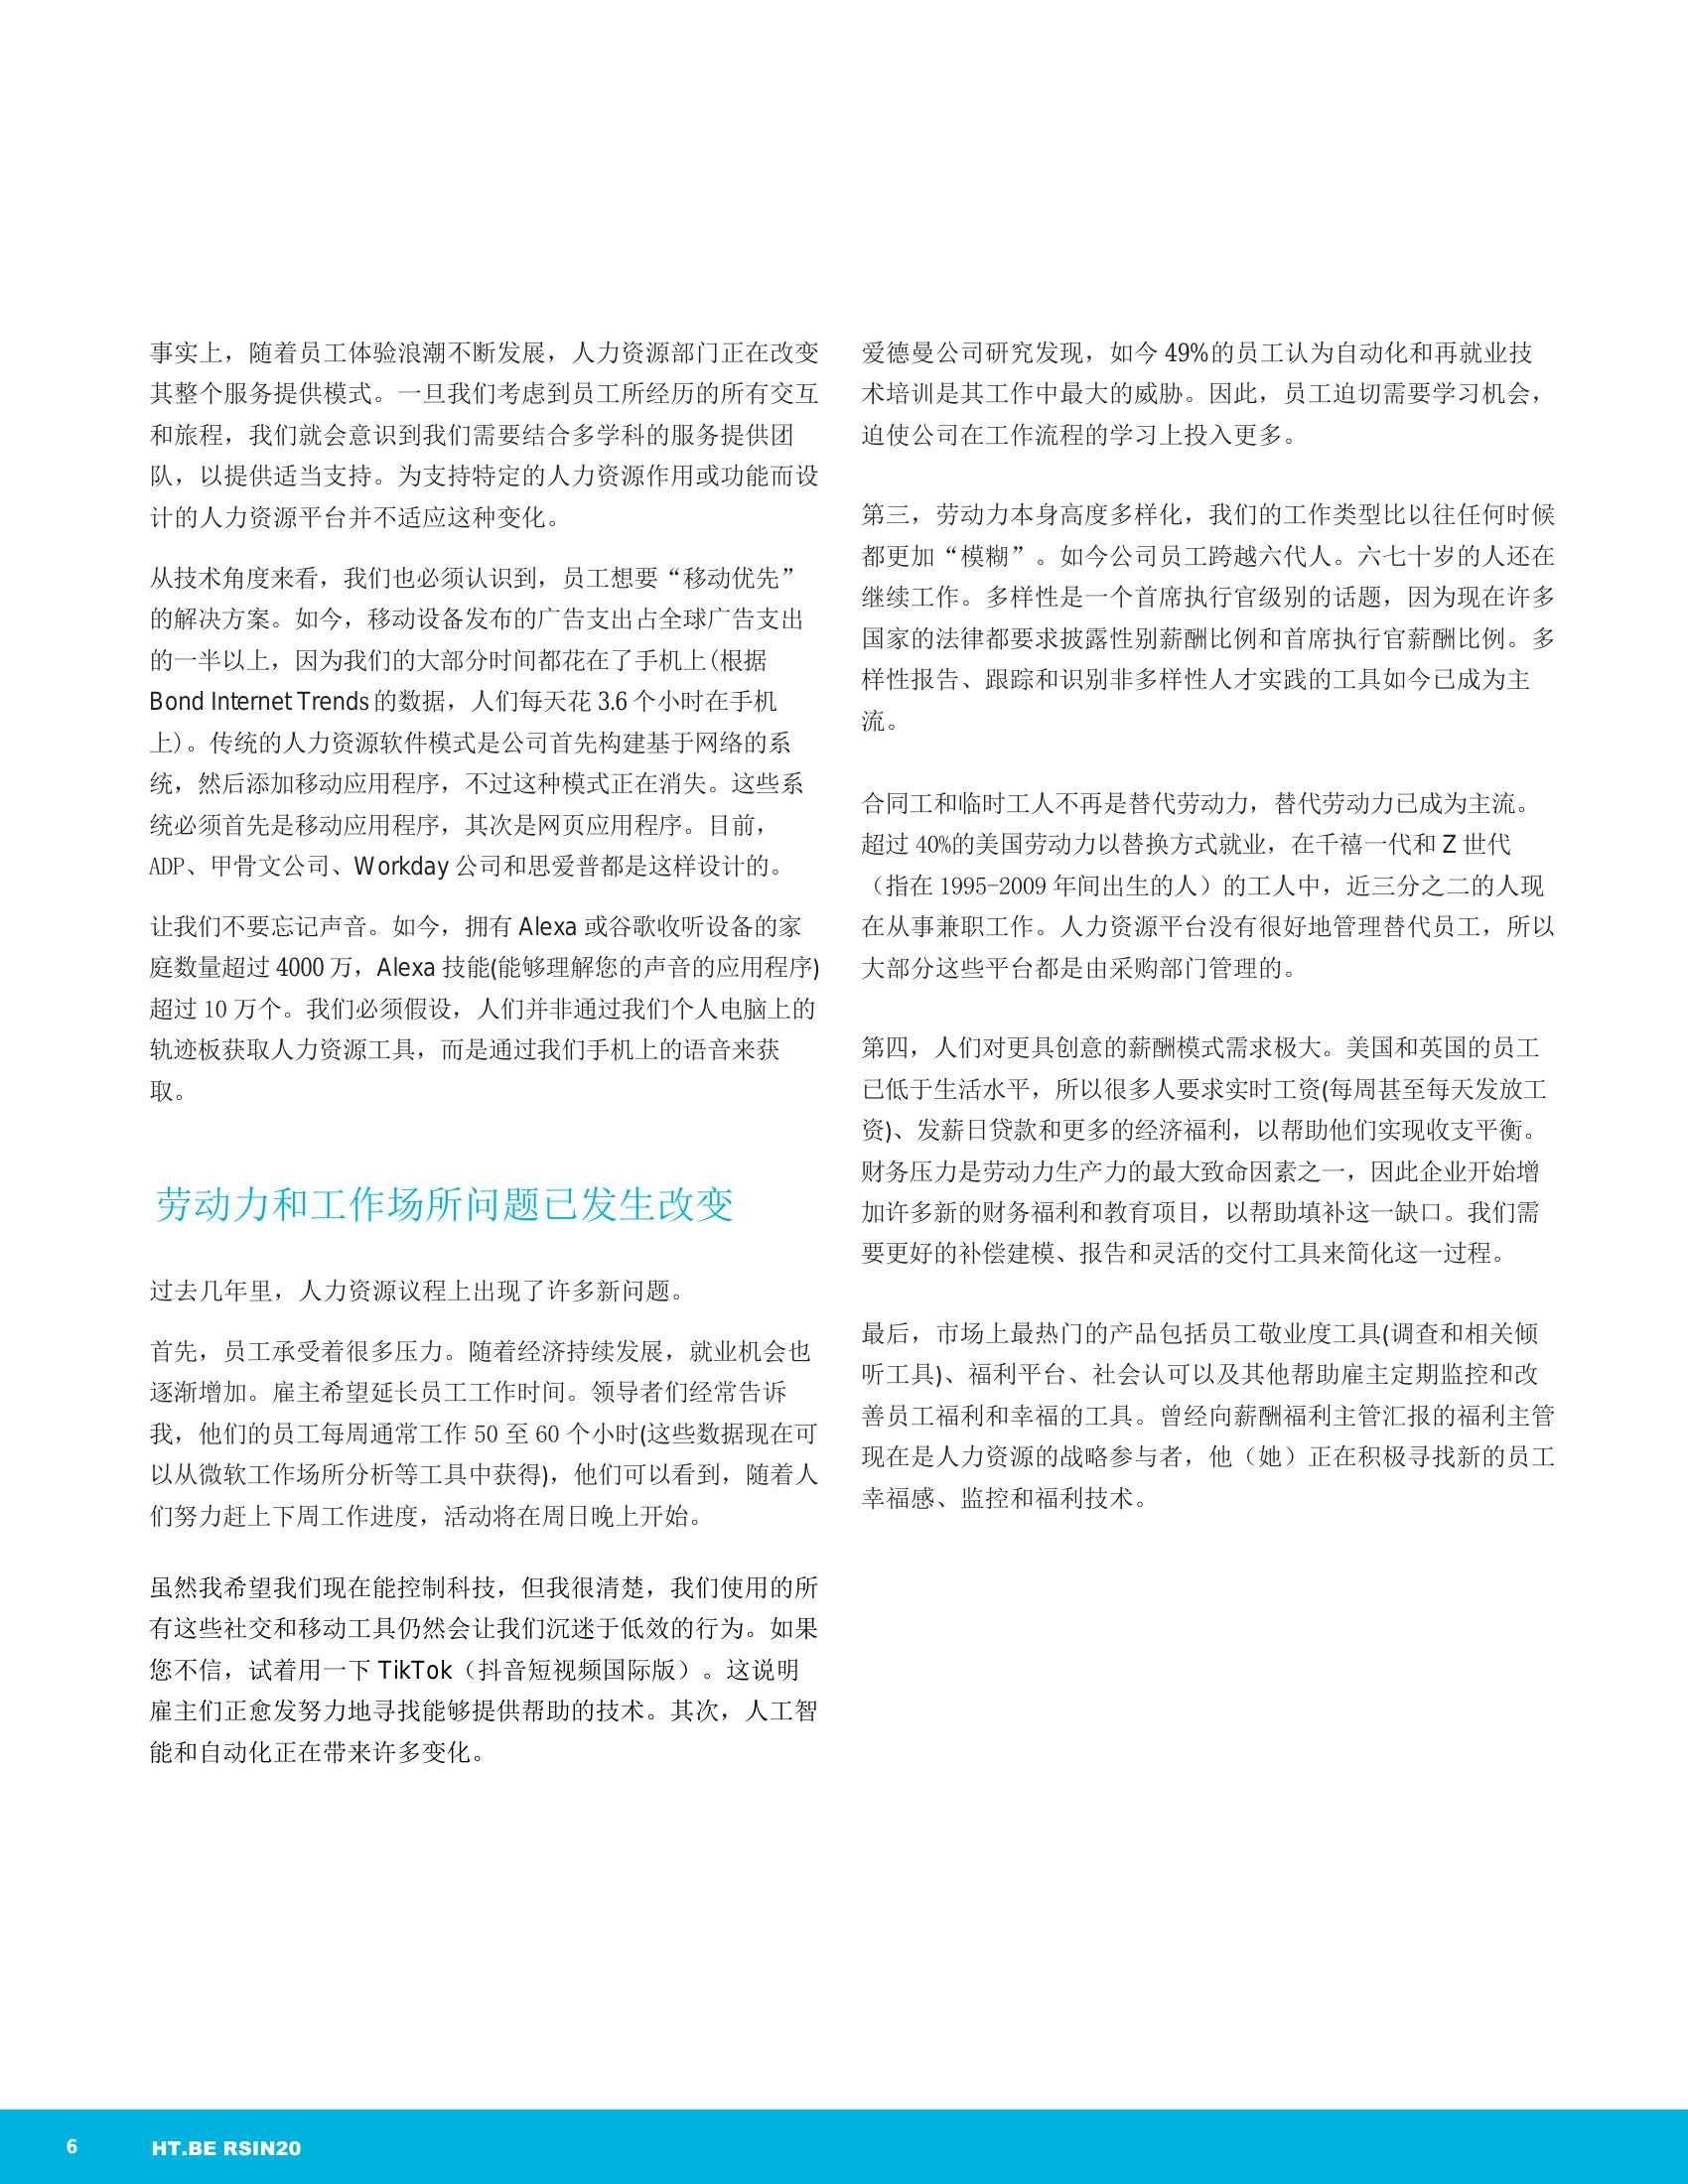 事实上，随着员工体验浪潮不断发展，人力资源部门正在改变
其整个服务提供模式。一旦我们考虑到员工所经历的所有交互
和旅程，我们就会意识到我们需要结合多学科的服务提供团
队，以提供适当支持。为支持特定的人力资源作用或功能而设
计的人力资源平台并不适应这种变化。
从技术角度来看，我们也必须认识到，员工想要“移动优先”
的解决方案。如今，移动设备发布的广告支出占全球广告支出
的一半以上，因为我们的大部分时间都花在了手机上(根据
Bond Internet Trends 的数据，人们每天花 3.6 个小时在手机
上)。传统的人力资源软件模式是公司首先构建基于网络的系
统，然后添加移动应用程序，不过这种模式正在消失。这些系
统必须首先是移动应用程序，其次是网页应用程序。目前，
ADP、甲骨文公司、Workday 公司和思爱普都是这样设计的。
让我们不要忘记声音。如今，拥有 Alexa 或谷歌收听设备的家
庭数量超过 4000 万，Alexa 技能(能够理解您的声音的应用程序)
超过 10 万个。我们必须假设，人们并非通过我们个人电脑上的
轨迹板获取人力资源工具，而是通过我们手机上的语音来获
取。
劳动力和工作场所问题已发生改变
过去几年里，人力资源议程上出现了许多新问题。
首先，员工承受着很多压力。随着经济持续发展，就业机会也
逐渐增加。雇主希望延长员工工作时间。领导者们经常告诉
我，他们的员工每周通常工作 50 至 60 个小时(这些数据现在可
以从微软工作场所分析等工具中获得)，他们可以看到，随着人
们努力赶上下周工作进度，活动将在周日晚上开始。
虽然我希望我们现在能控制科技，但我很清楚，我们使用的所
有这些社交和移动工具仍然会让我们沉迷于低效的行为。如果
您不信，试着用一下 TikTok（抖音短视频国际版）。这说明
雇主们正愈发努力地寻找能够提供帮助的技术。其次，人工智
能和自动化正在带来许多变化。
爱德曼公司研究发现，如今 49%的员工认为自动化和再就业技
术培训是其工作中最大的威胁。因此，员工迫切需要学习机会，
迫使公司在工作流程的学习上投入更多。
第三，劳动力本身高度多样化，我们的工作类型比以往任何时候
都更加“模糊”。如今公司员工跨越六代人。六七十岁的人还在
继续工作。多样性是一个首席执行官级别的话题，因为现在许多
国家的法律都要求披露性别薪酬比例和首席执行官薪酬比例。多
样性报告、跟踪和识别非多样性人才实践的工具如今已成为主
流。
合同工和临时工人不再是替代劳动力，替代劳动力已成为主流。
超过 40%的美国劳动力以替换方式就业，在千禧一代和 Z 世代
（指在 1995-2009 年间出生的人）的工人中，近三分之二的人现
在从事兼职工作。人力资源平台没有很好地管理替代员工，所以
大部分这些平台都是由采购部门管理的。
第四，人们对更具创意的薪酬模式需求极大。美国和英国的员工
已低于生活水平，所以很多人要求实时工资(每周甚至每天发放工
资)、发薪日贷款和更多的经济福利，以帮助他们实现收支平衡。
财务压力是劳动力生产力的最大致命因素之一，因此企业开始增
加许多新的财务福利和教育项目，以帮助填补这一缺口。我们需
要更好的补偿建模、报告和灵活的交付工具来简化这一过程。
最后，市场上最热门的产品包括员工敬业度工具(调查和相关倾
听工具)、福利平台、社会认可以及其他帮助雇主定期监控和改
善员工福利和幸福的工具。曾经向薪酬福利主管汇报的福利主管
现在是人力资源的战略参与者，他（她）正在积极寻找新的员工
幸福感、监控和福利技术。
6 HT.BE RSIN20